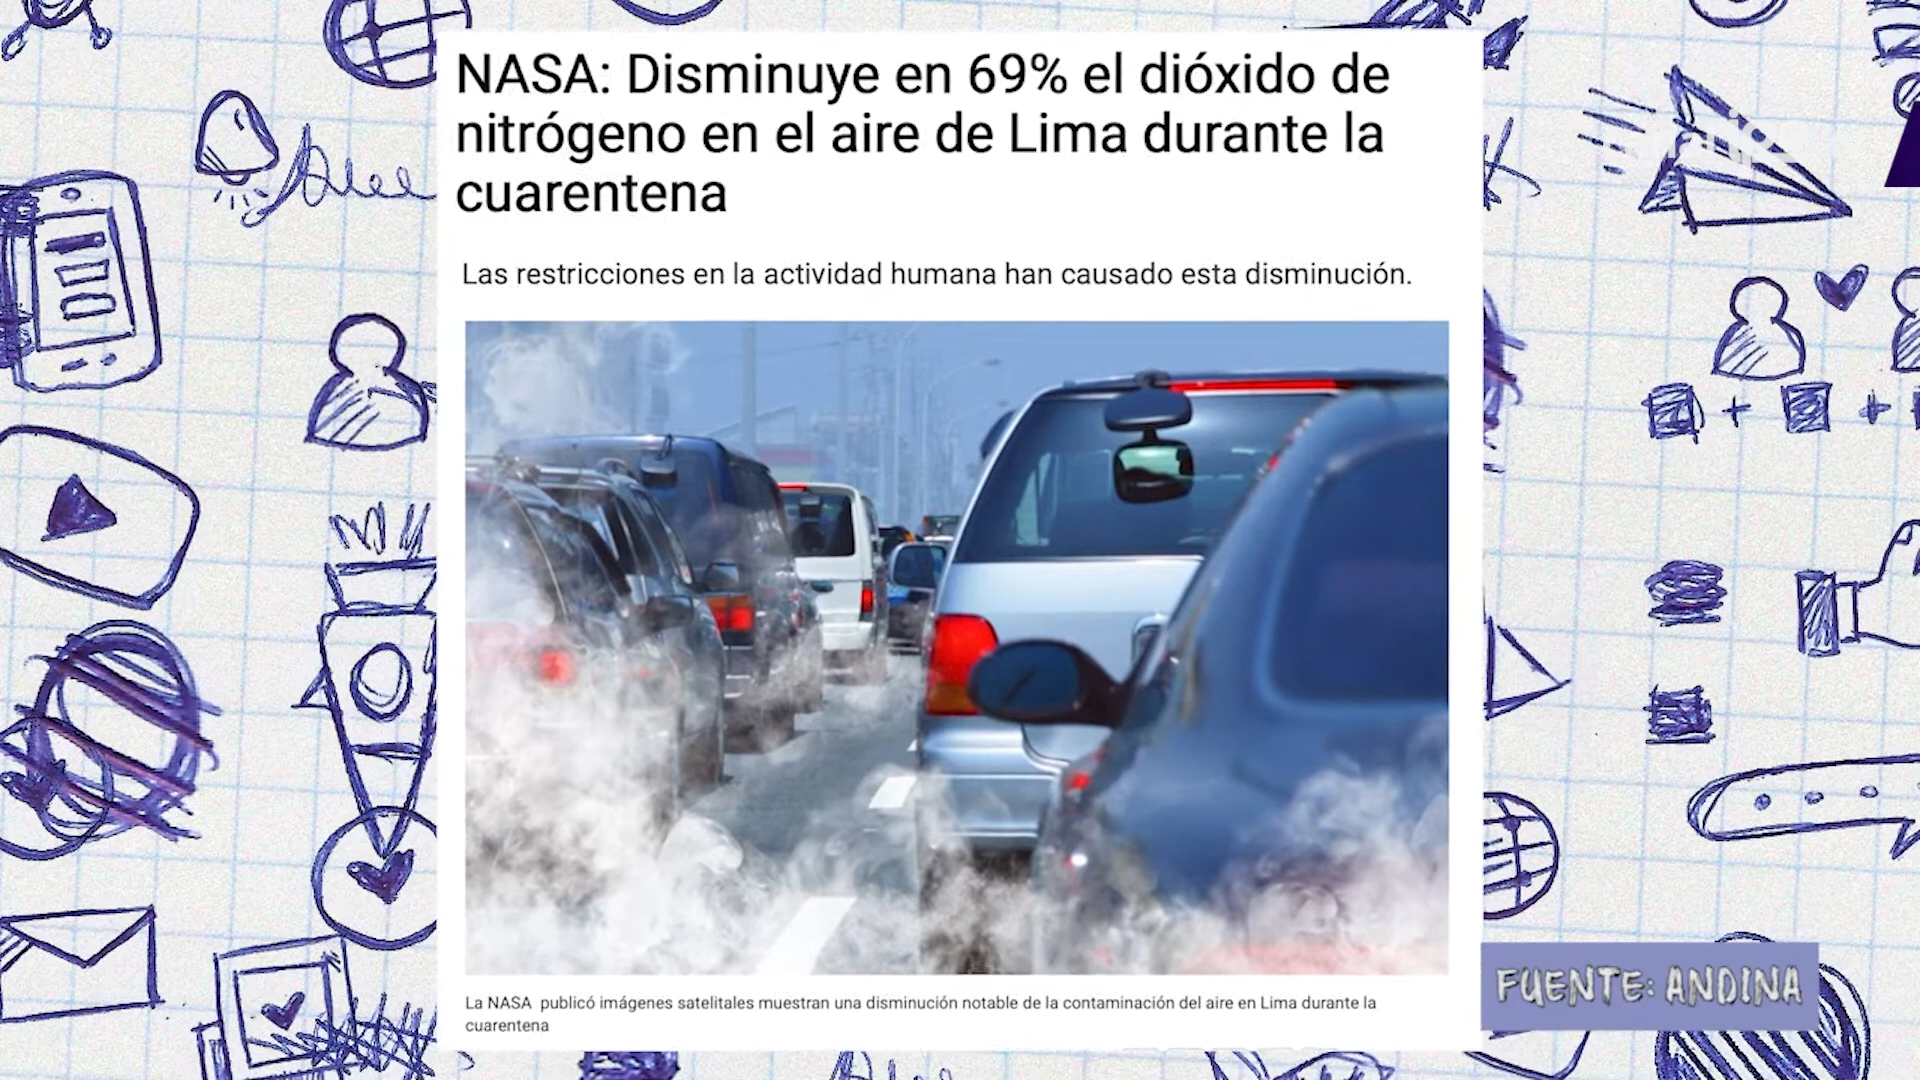 NASA: Disminuye en 69% el dióxido de
nitrógeno en el aire de Lima durante la
cuarentena
Las restricciones en la actividad humana han causado esta disminución.
La NASA publicó imágenes satelitales muestran una disminución notable de la contaminación del aire en Lima durante la
cuarentena
FUENTE: ANDINA